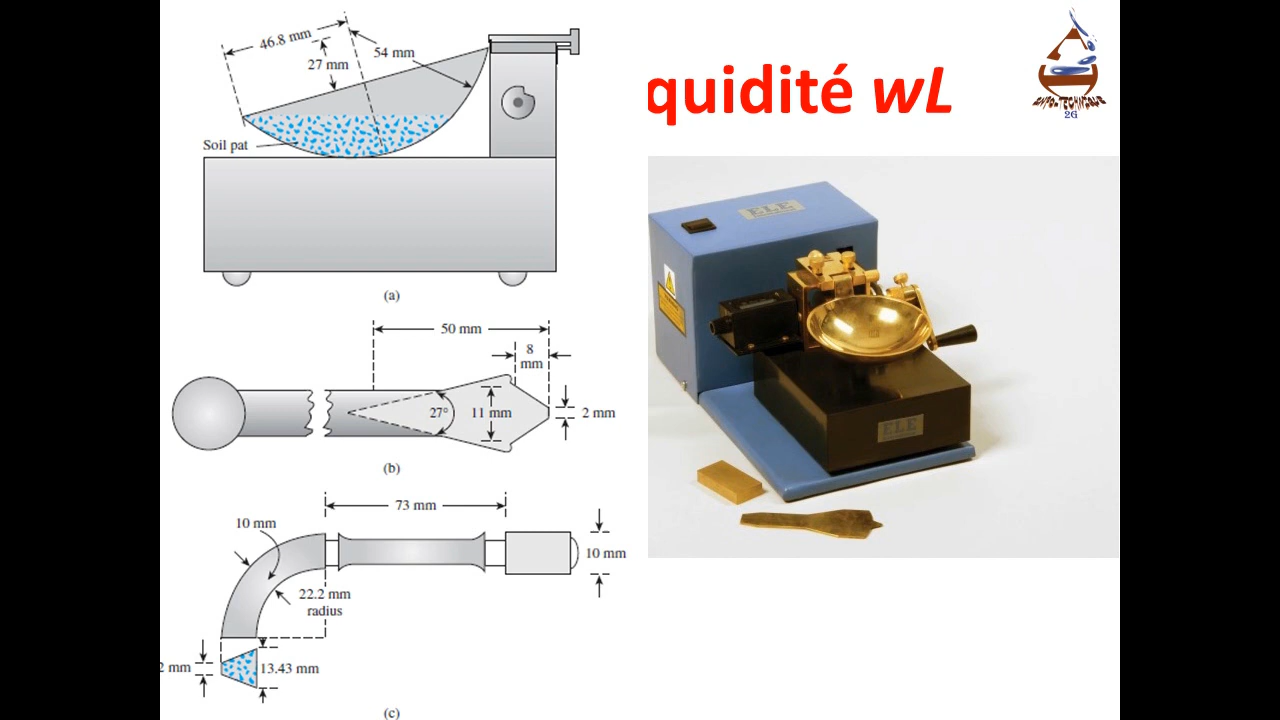 quidité wL
EXPO-TECHNICALE
2G
46.8 mm
27 mm
54 mm
Soil pat
(a)
50 mm
8
mm
27°
11 mm
2 mm
(b)
73 mm
10 mm
10 mm
22.2 mm
radius
2 mm
13.43 mm
(c)
ELE
ELE